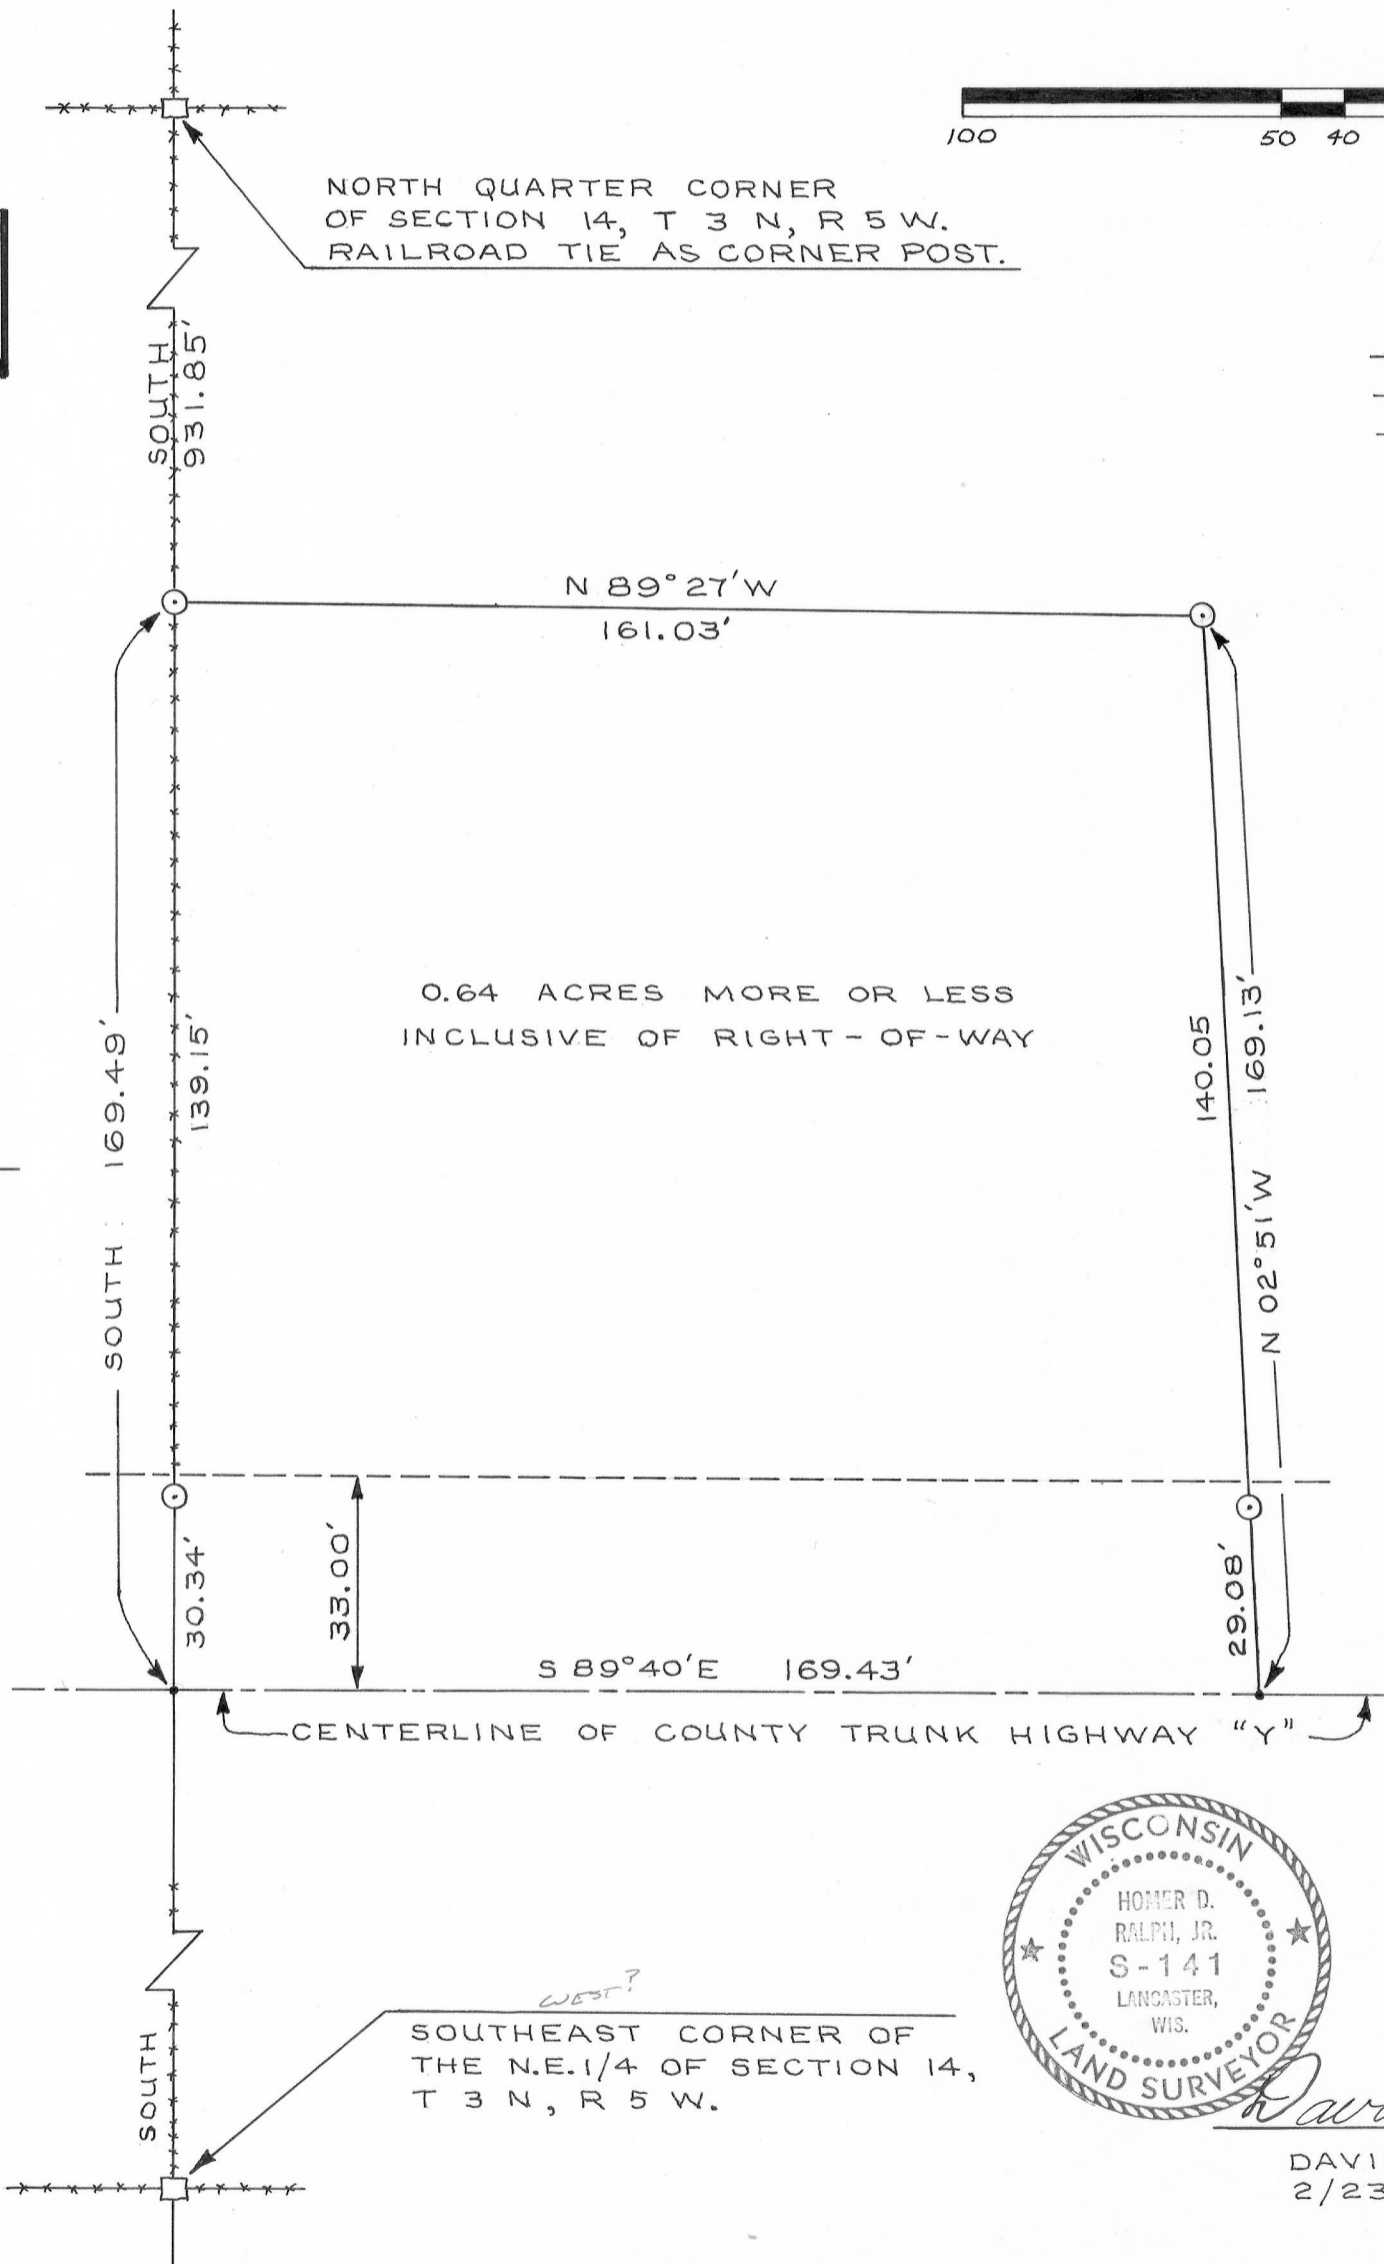 100 50 40
NORTH QUARTER CORNER
OF SECTION 14, T 3 N, R 5 W.
RAILROAD TIE AS CORNER POST.
SOUTH
931.85'
N 89°27'W
161.03'
0.64 ACRES MORE OR LESS
INCLUSIVE OF RIGHT-OF-WAY
SOUTH 169.49'
139.15'
140.05
N 02°51'W 169.13'
30.34'
33.00'
29.08'
S 89°40'E 169.43'
CENTERLINE OF COUNTY TRUNK HIGHWAY "Y"
WISCONSIN
HOMER D.
RALPH, JR.
S-141
LANCASTER,
WIS.
LAND SURVEYOR
WEST?
SOUTHEAST CORNER OF
THE N.E.1/4 OF SECTION 14,
T 3 N, R 5 W.
SOUTH
DAVI
2/23